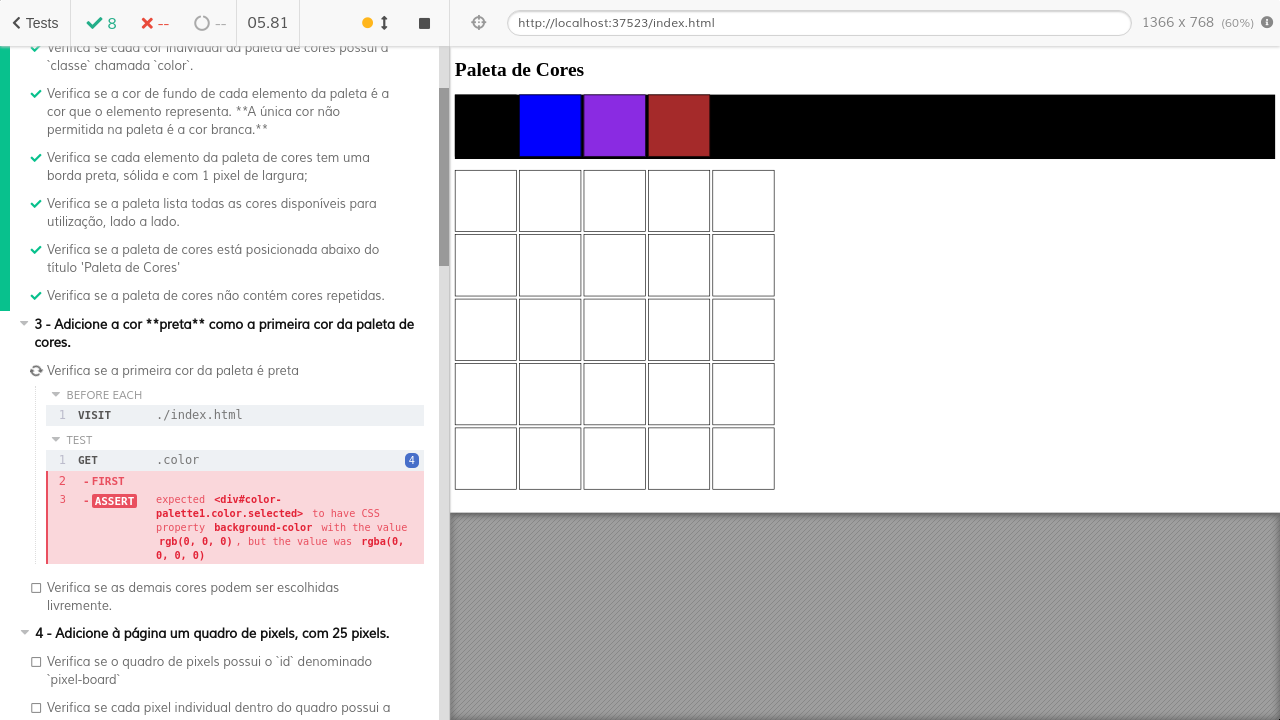 Tests
8
--
--
05.81
http://localhost:37523/index.html
1366 x 768 (60%)
Verifica se cada cor individual da paleta de cores possui a
`classe` chamada `color`.
Verifica se a cor de fundo de cada elemento da paleta é a
cor que o elemento representa. **A única cor não
permitida na paleta é a cor branca.**
Verifica se cada elemento da paleta de cores tem uma
borda preta, sólida e com 1 pixel de largura;
Verifica se a paleta lista todas as cores disponíveis para
utilização, lado a lado.
Verifica se a paleta de cores está posicionada abaixo do
título 'Paleta de Cores'
Verifica se a paleta de cores não contém cores repetidas.
3 - Adicione a cor **preta** como a primeira cor da paleta de
cores.
Verifica se a primeira cor da paleta é preta
BEFORE EACH
1 VISIT ./index.html
TEST
1 GET .color 4
2 - FIRST
3 - ASSERT expected <div#color-
palette1.color.selected> to have CSS
property background-color with the value
rgb(0, 0, 0) , but the value was rgba(0,
0, 0, 0)
Verifica se as demais cores podem ser escolhidas
livremente.
4 - Adicione à página um quadro de pixels, com 25 pixels.
Verifica se o quadro de pixels possui o `id` denominado
`pixel-board`
Verifica se cada pixel individual dentro do quadro possui a
Paleta de Cores